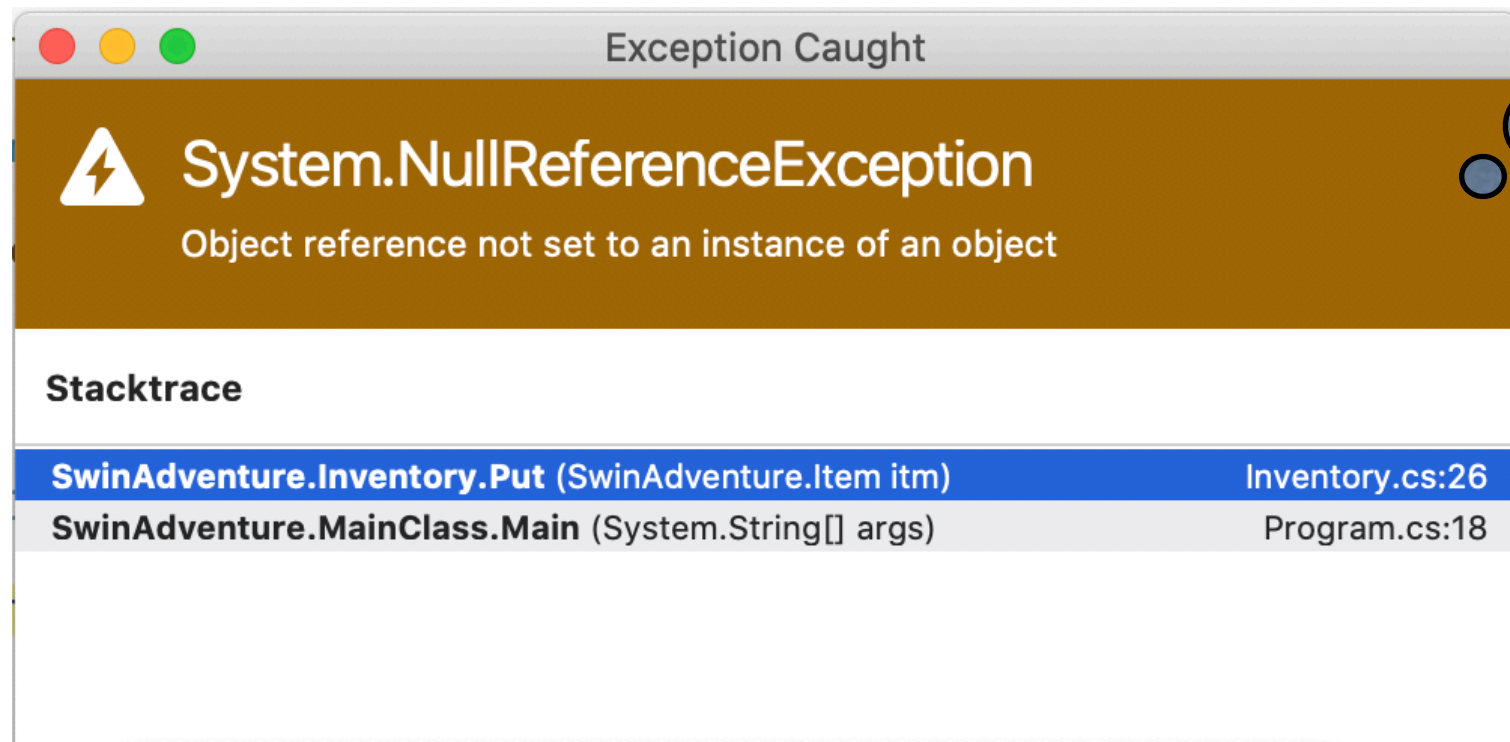 Exception Caught
System.NullReferenceException
Object reference not set to an instance of an object
Stacktrace
SwinAdventure.Inventory.Put (SwinAdventure.Item itm) Inventory.cs:26
SwinAdventure.MainClass.Main (System.String[] args) Program.cs:18